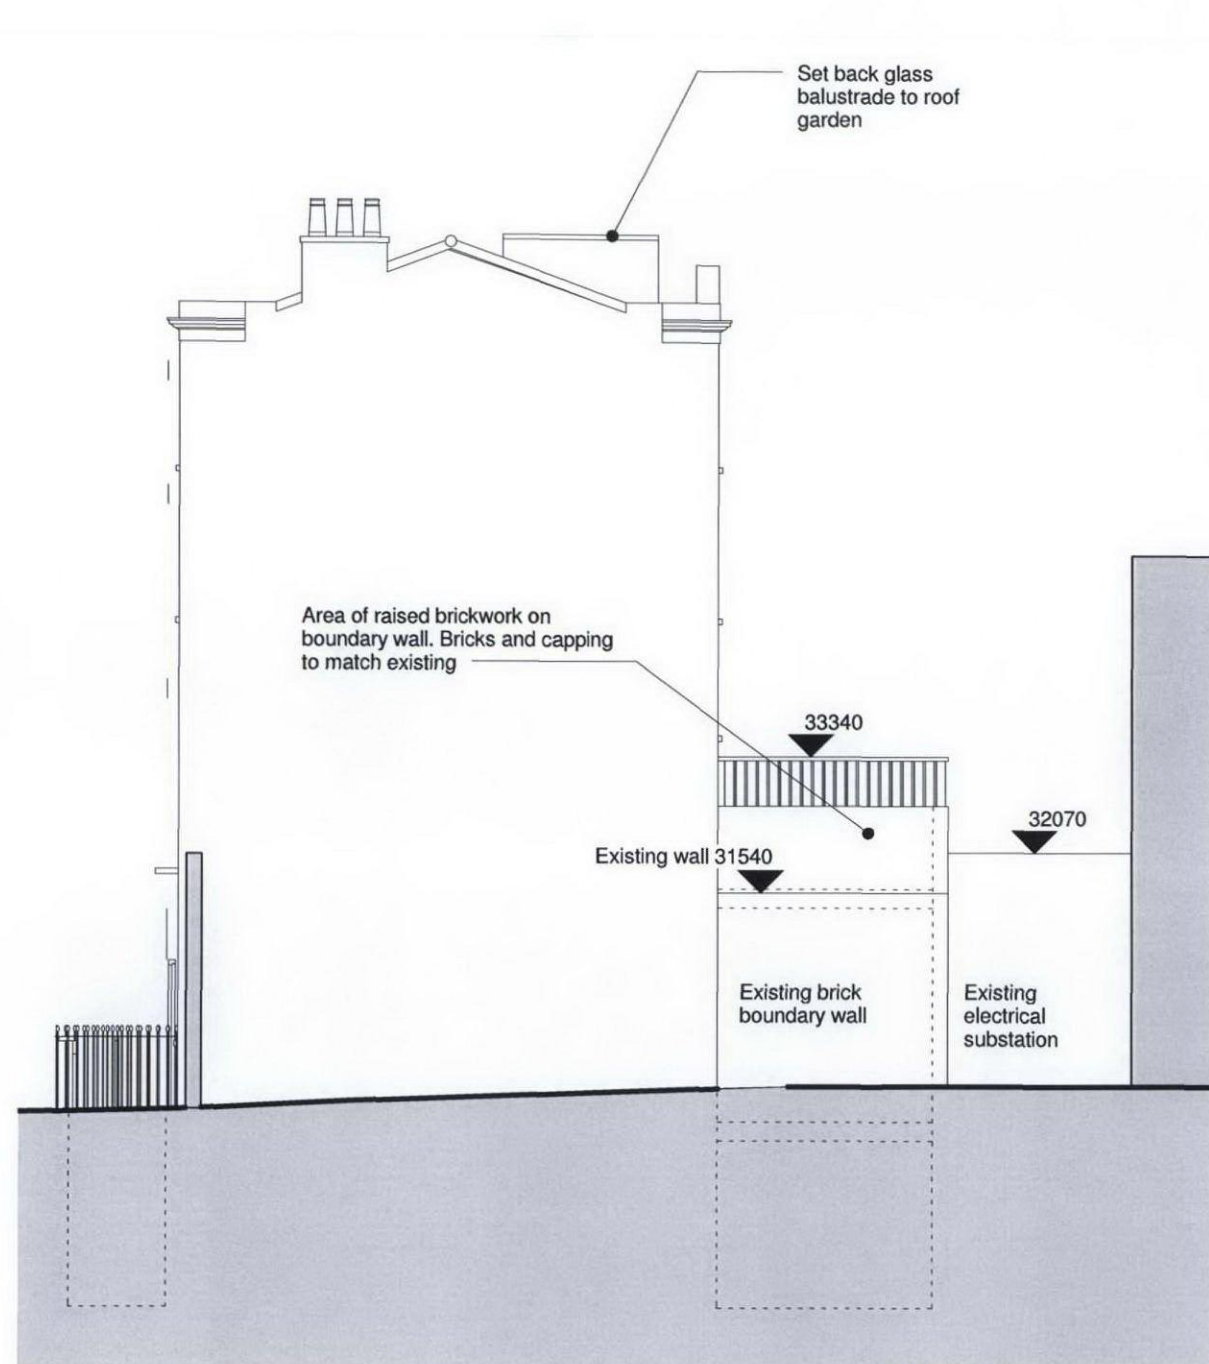 Set back glass
balustrade to roof
garden
Area of raised brickwork on
boundary wall. Bricks and capping
to match existing
33340
32070
Existing wall 31540
Existing brick
boundary wall
Existing
electrical
substation